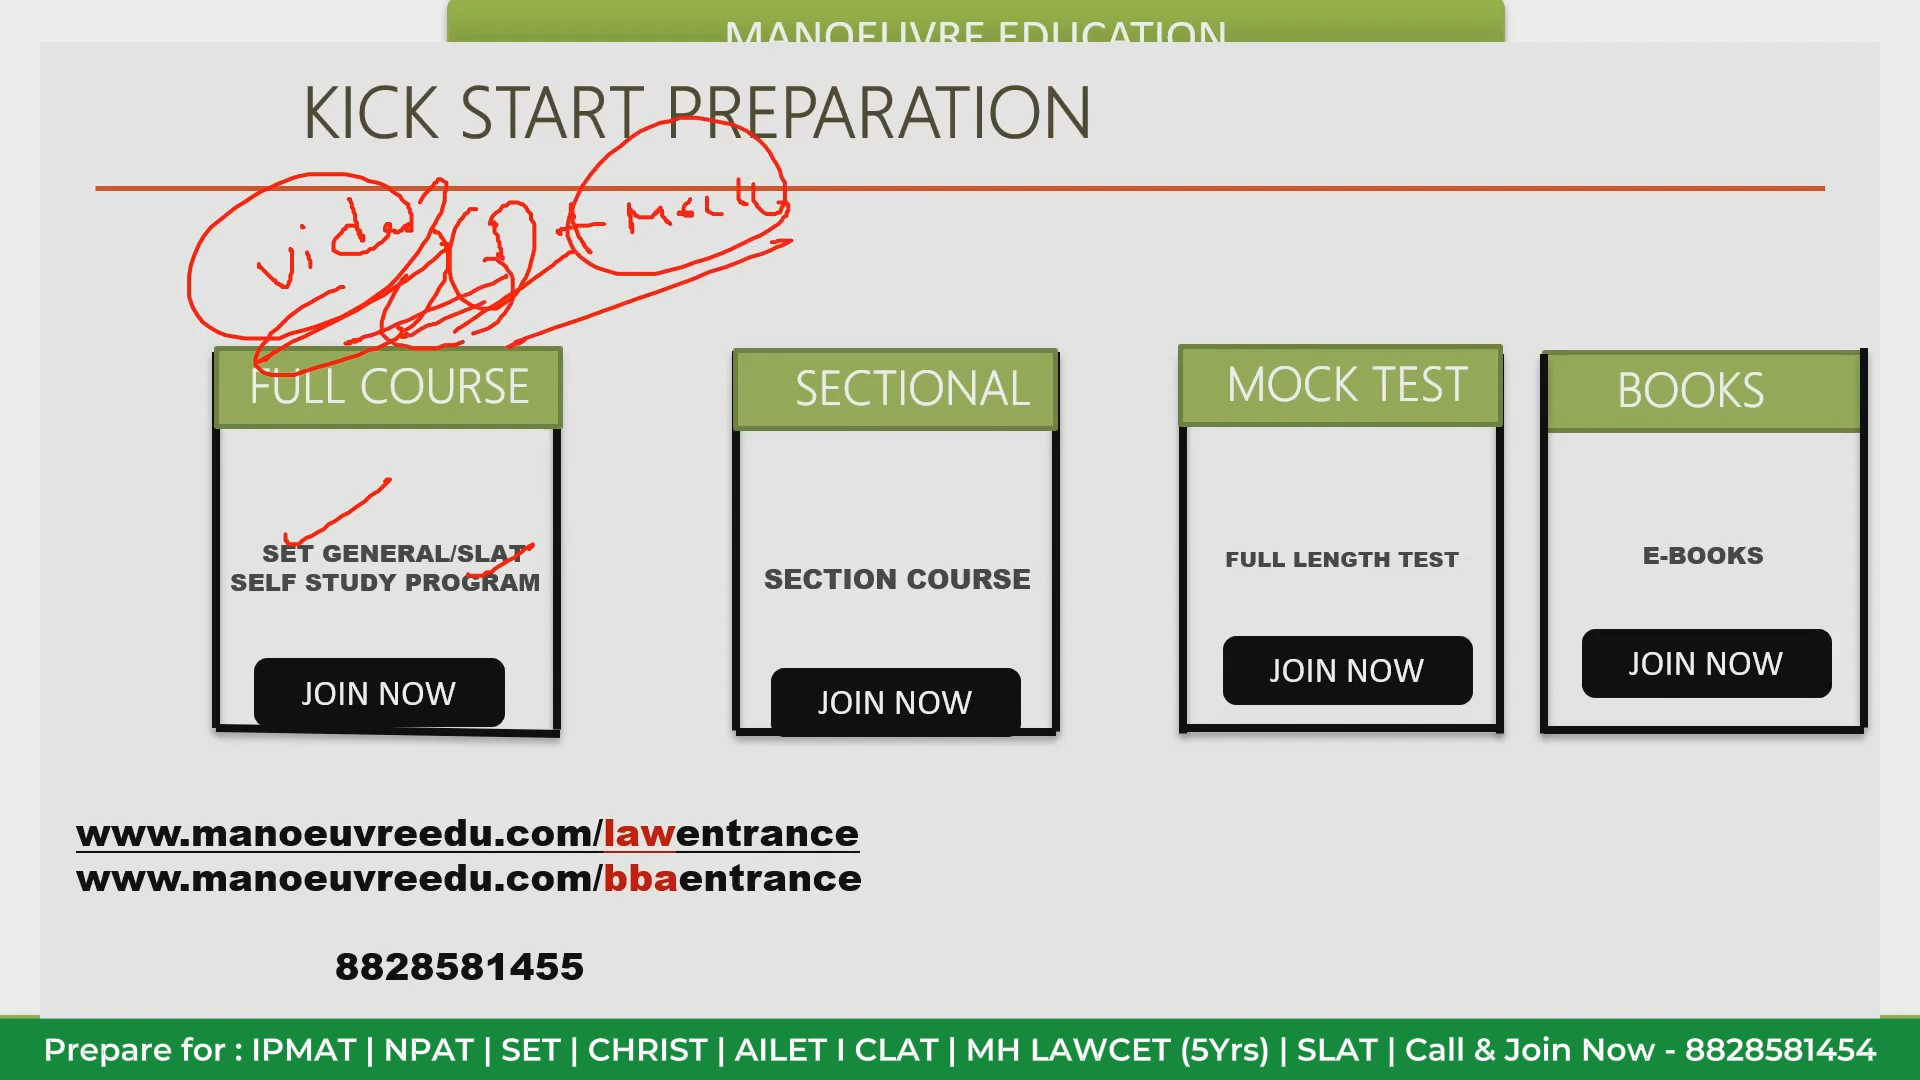 MANOEUVRE EDUCATION
KICK START PREPARATION
FULL COURSE
SET GENERAL/SLAT
SELF STUDY PROGRAM
JOIN NOW
SECTIONAL
SECTION COURSE
JOIN NOW
MOCK TEST
FULL LENGTH TEST
JOIN NOW
BOOKS
E-BOOKS
JOIN NOW
www.manoeuvreedu.com/lawentrance
www.manoeuvreedu.com/bbaentrance
8828581455
Prepare for : IPMAT | NPAT | SET | CHRIST | AILET I CLAT | MH LAWCET (5Yrs) | SLAT | Call & Join Now - 8828581454